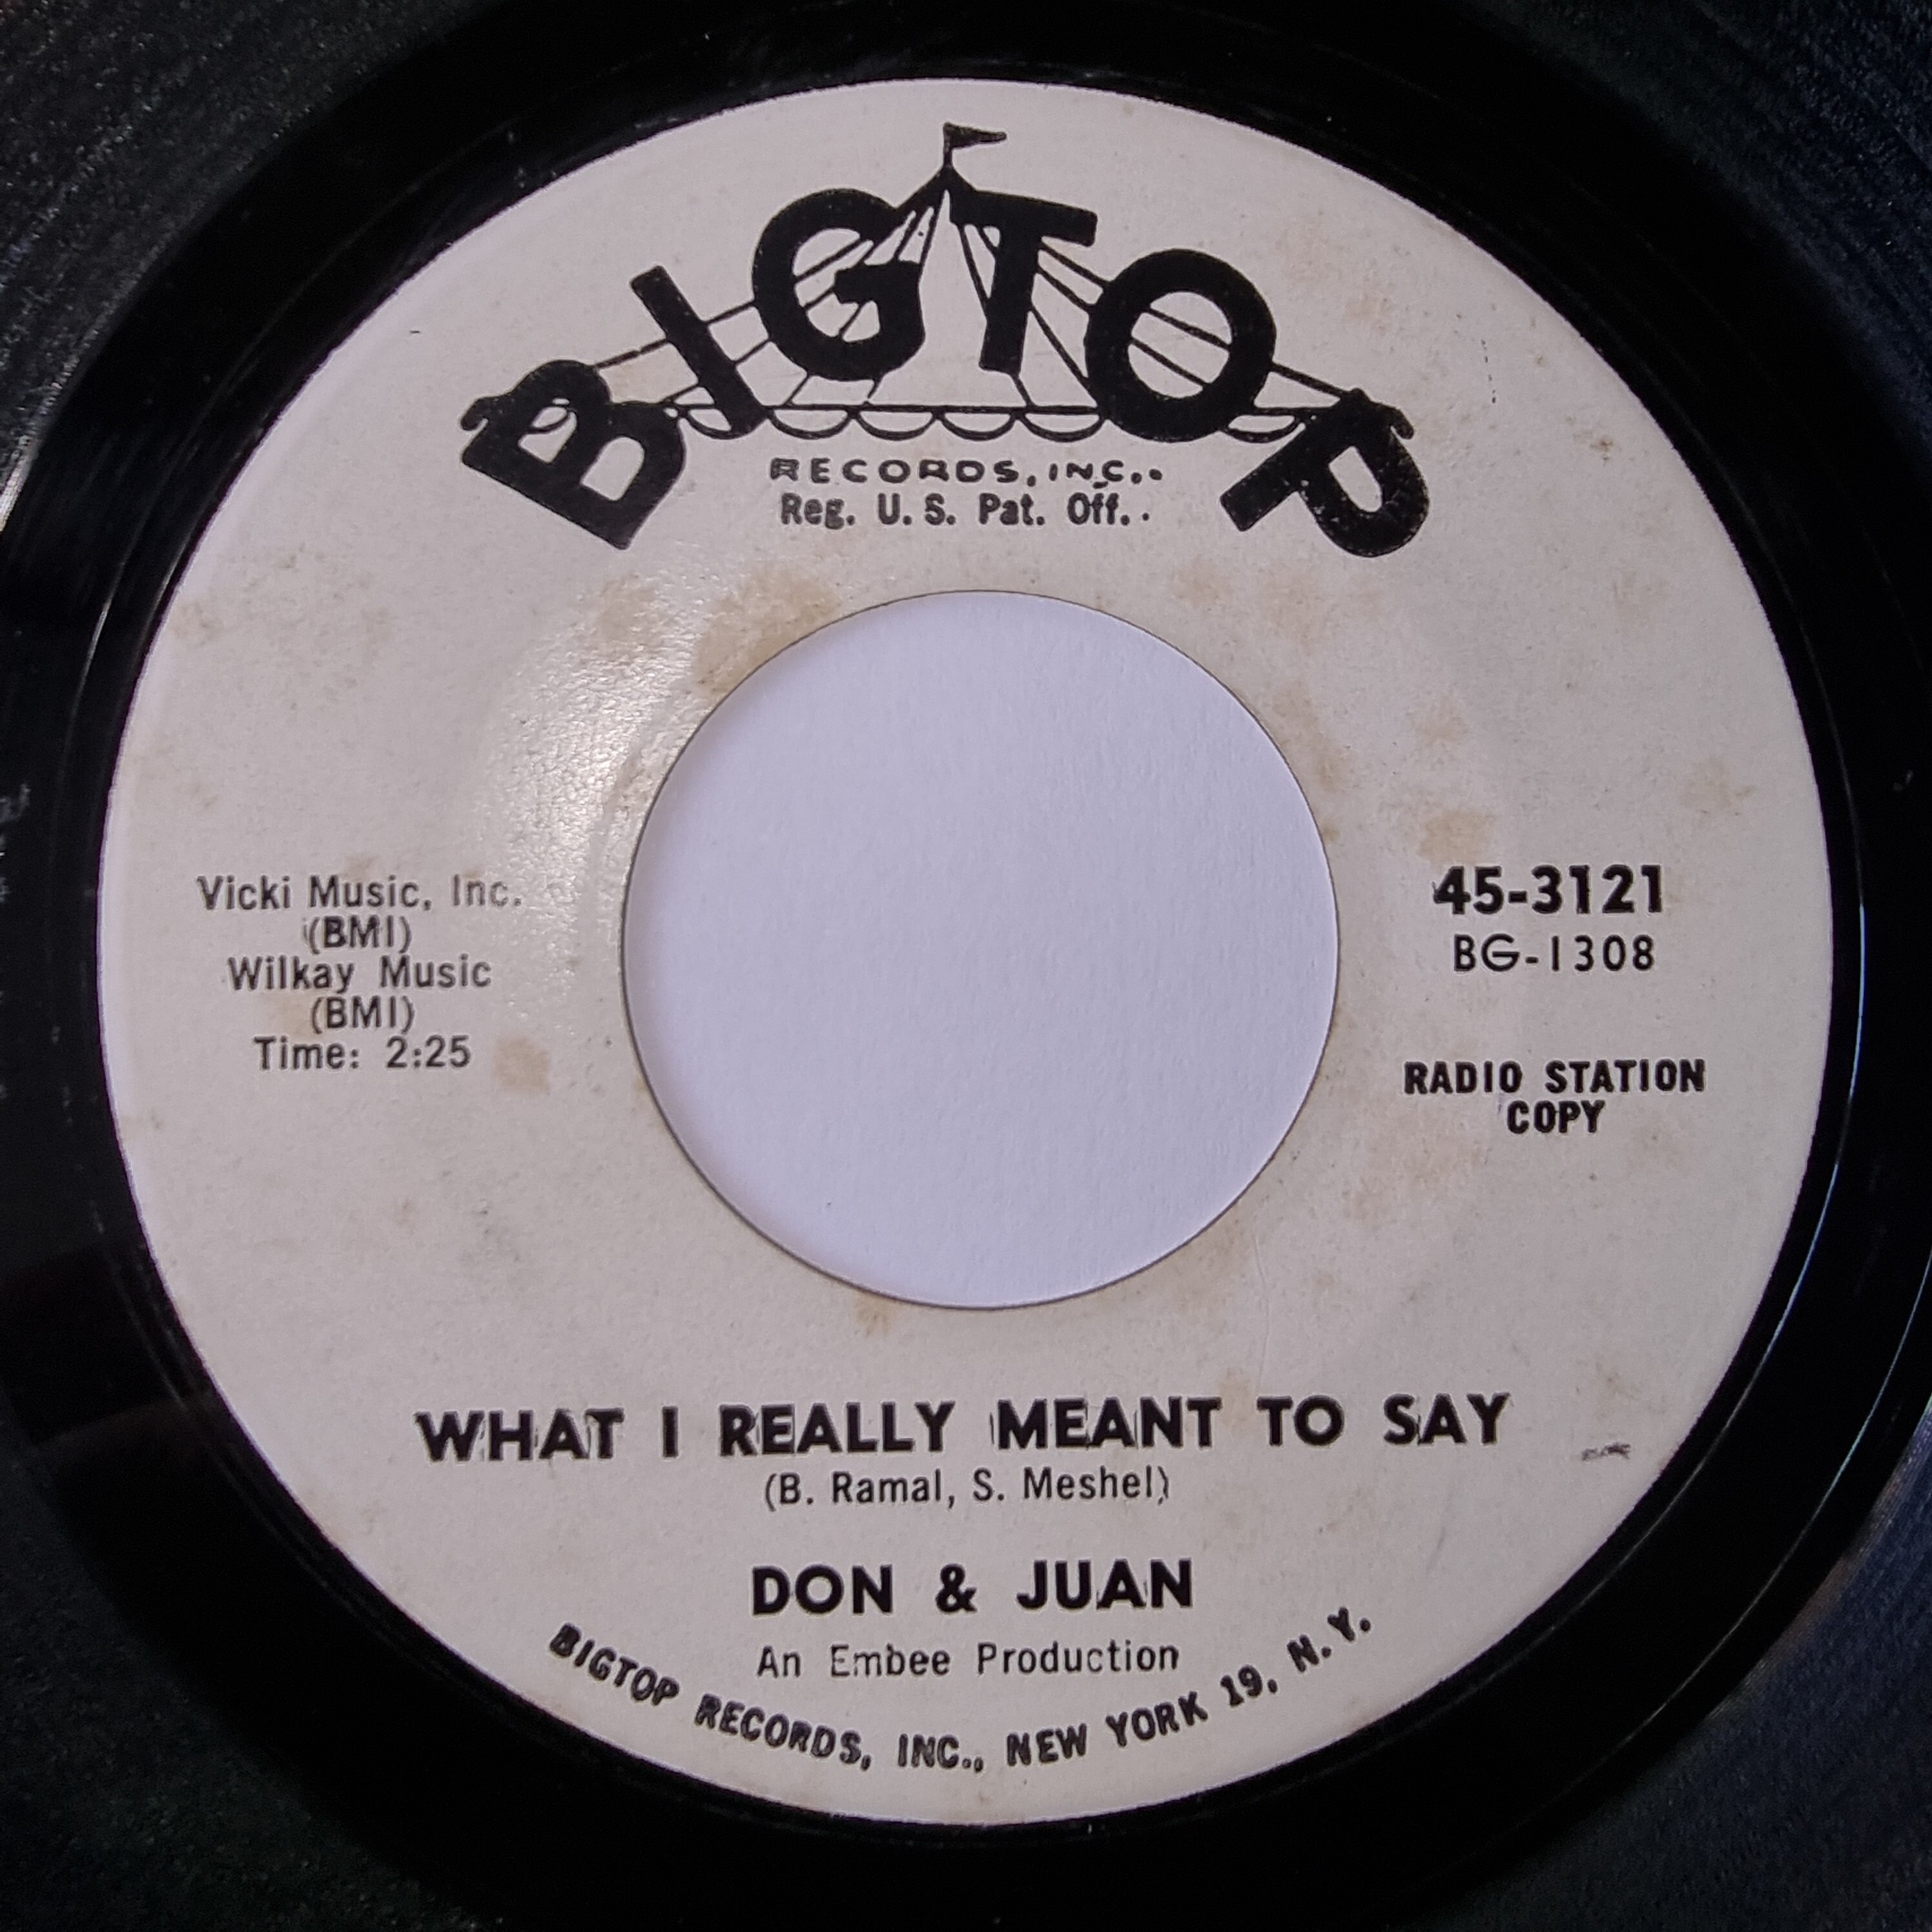 BIGTOP
RECORDS, INC.
Reg. U. S. Pat. Off.
Vicki Music, Inc.
(BMI)
Wilkay Music
(BMI)
Time: 2:25
45-3121
BG-1308
RADIO STATION
COPY
WHAT I REALLY MEANT TO SAY
(B. Ramal, S. Meshel)
DON & JUAN
An Embee Production
BIGTOP RECORDS, INC., NEW YORK 19, N. Y.